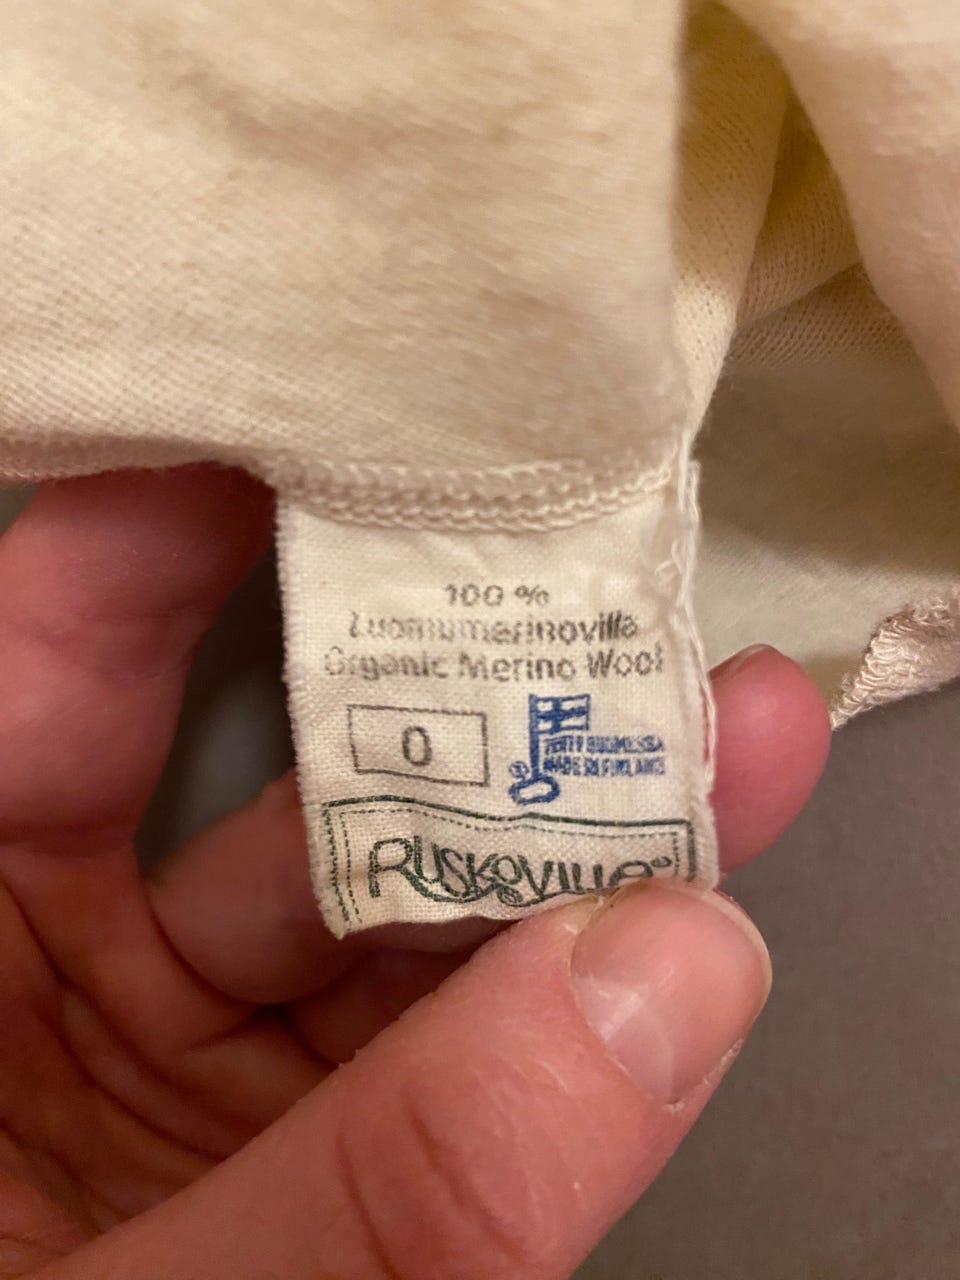 100 %
Luomumerinovilla
Organic Merino Wool
0
TEHTY SUOMESSA
MADE IN FINLAND
RUSKOVILLA